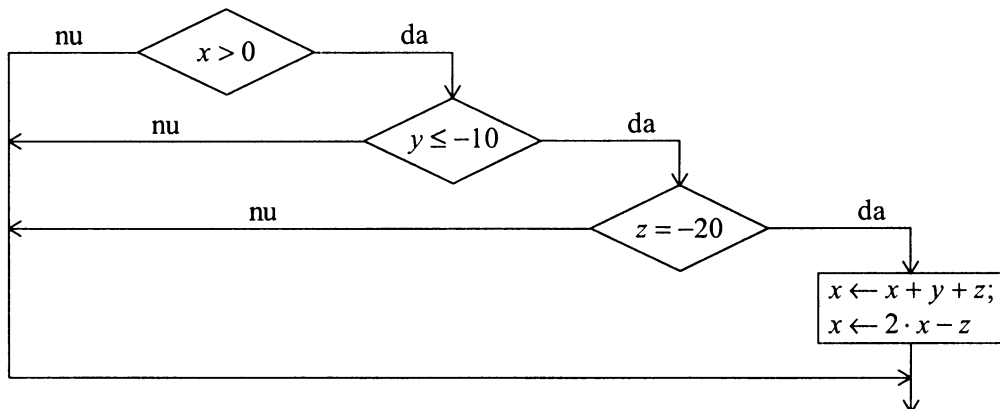 nu
x > 0
da
nu
y ≤ −10
da
nu
z = −20
da
x ← x + y + z;
x ← 2 · x − z